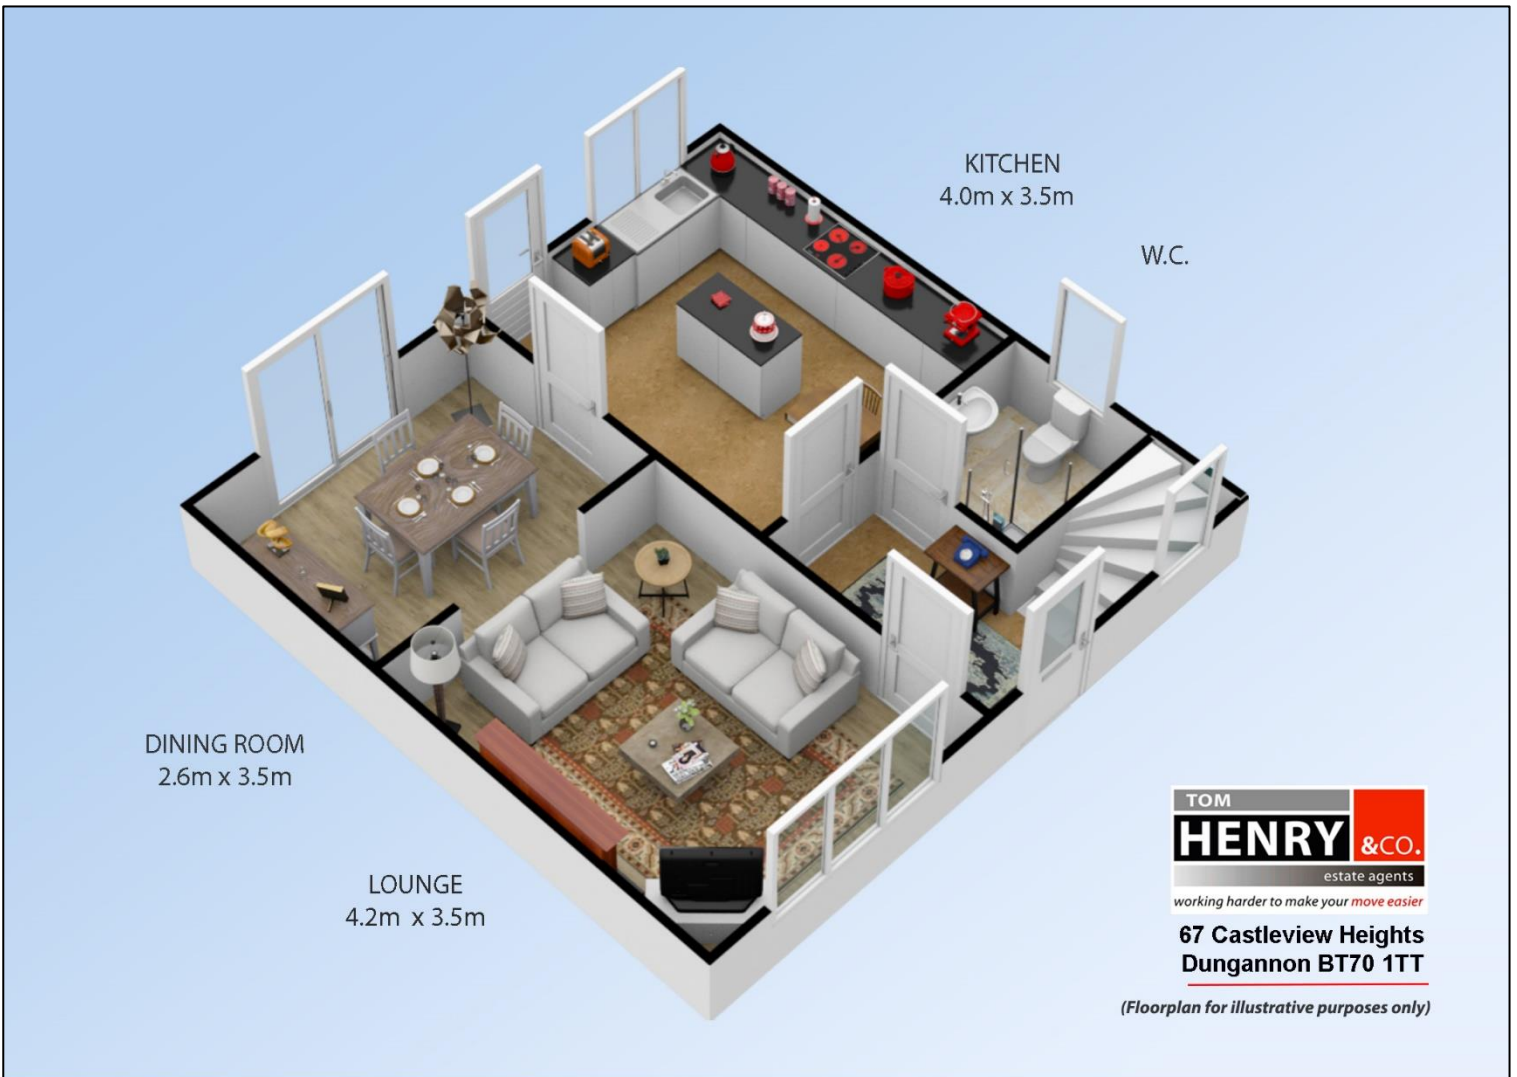 KITCHEN
4.0m x 3.5m
W.C.
DINING ROOM
2.6m x 3.5m
LOUNGE
4.2m x 3.5m
TOM
HENRY &CO.
estate agents
working harder to make your move easier
67 Castleview Heights
Dungannon BT70 1TT
(Floorplan for illustrative purposes only)